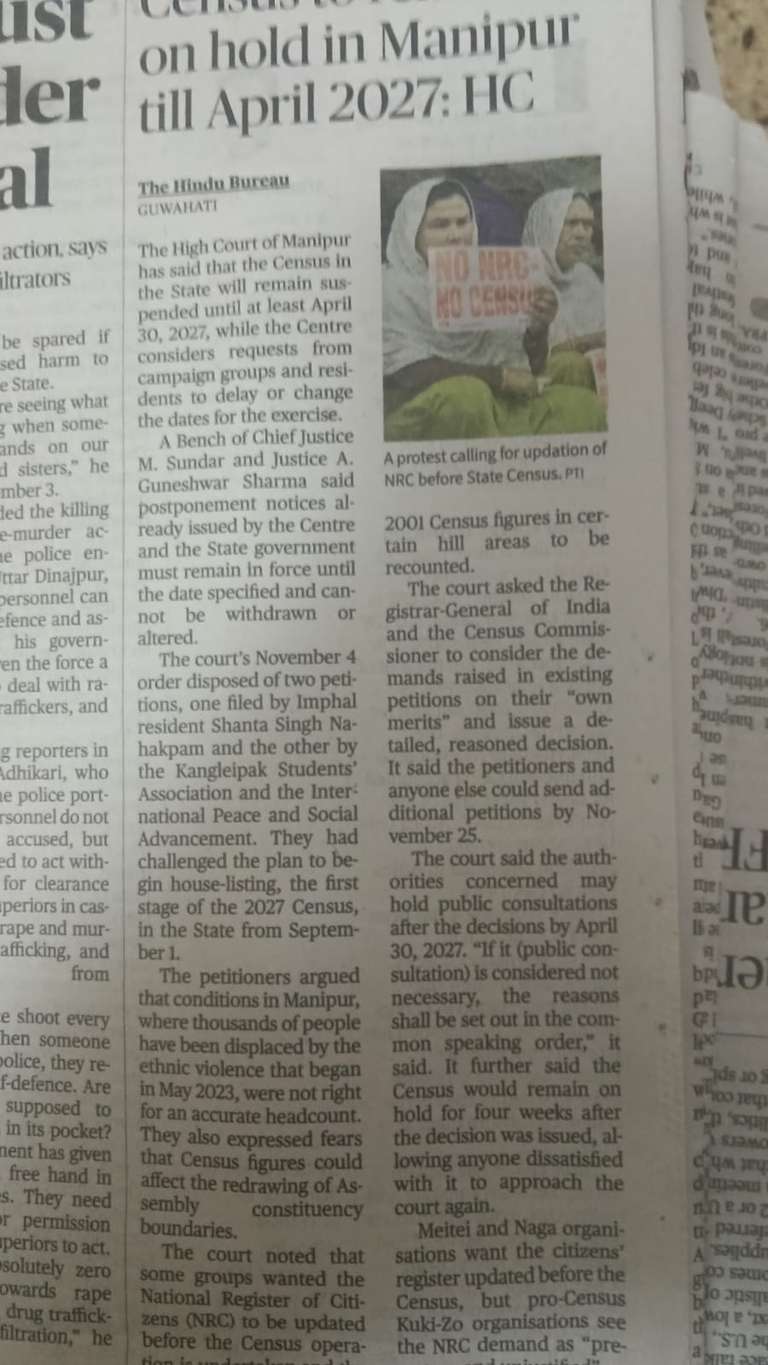 on hold in Manipur
till April 2027: HC
The Hindu Bureau
GUWAHATI
The High Court of Manipur
has said that the Census in
the State will remain sus-
pended until at least April
30, 2027, while the Centre
considers requests from
campaign groups and resi-
dents to delay or change
the dates for the exercise.
A Bench of Chief Justice
M. Sundar and Justice A.
Guneshwar Sharma said
postponement notices al-
ready issued by the Centre
and the State government
must remain in force until
the date specified and can-
not be withdrawn or
altered.
The court's November 4
order disposed of two peti-
tions, one filed by Imphal
resident Shanta Singh Na-
hakpam and the other by
the Kangleipak Students'
Association and the Inter-
national Peace and Social
Advancement. They had
challenged the plan to be-
gin house-listing, the first
stage of the 2027 Census,
in the State from Septem-
ber 1.
The petitioners argued
that conditions in Manipur,
where thousands of people
have been displaced by the
ethnic violence that began
in May 2023, were not right
for an accurate headcount.
They also expressed fears
that Census figures could
affect the redrawing of As-
sembly constituency
boundaries.
The court noted that
some groups wanted the
National Register of Citi-
zens (NRC) to be updated
before the Census opera-
NO NRC-
NO CENSUS
A protest calling for updation of
NRC before State Census. PTI
2001 Census figures in cer-
tain hill areas to be
recounted.
The court asked the Re-
gistrar-General of India
and the Census Commis-
sioner to consider the de-
mands raised in existing
petitions on their "own
merits" and issue a de-
tailed, reasoned decision.
It said the petitioners and
anyone else could send ad-
ditional petitions by No-
vember 25.
The court said the auth-
orities concerned may
hold public consultations
after the decisions by April
30, 2027. "If it (public con-
sultation) is considered not
necessary, the reasons
shall be set out in the com-
mon speaking order," it
said. It further said the
Census would remain on
hold for four weeks after
the decision was issued, al-
lowing anyone dissatisfied
with it to approach the
court again.
Meitei and Naga organi-
sations want the citizens'
register updated before the
Census, but pro-Census
Kuki-Zo organisations see
the NRC demand as "pre-
action, says
iltrators
be spared if
sed harm to
e State.
re seeing what
g when some-
ands on our
d sisters," he
mber 3.
ded the killing
e-murder ac-
he police en-
Uttar Dinajpur,
personnel can
efence and as-
his govern-
en the force a
deal with ra-
raffickers, and
g reporters in
Adhikari, who
he police port-
rsonnel do not
accused, but
ed to act with-
for clearance
uperiors in cas-
rape and mur-
afficking, and
from
e shoot every
hen someone
police, they re-
f-defence. Are
supposed to
in its pocket?
ment has given
free hand in
s. They need
or permission
uperiors to act.
bsolutely zero
owards rape
drug traffick-
filtration," he